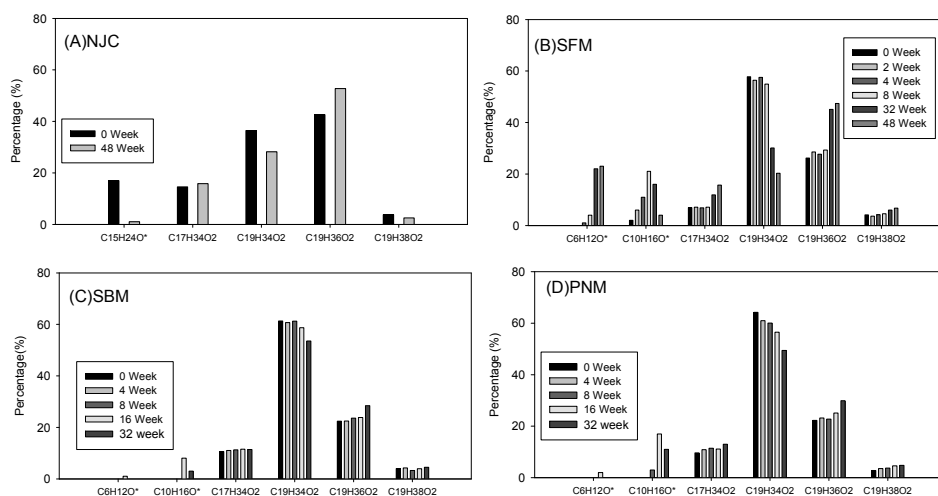 (A)NJC
Percentage (%)
80
60
40
20
0
0 Week
48 Week
C15H24O*
C17H34O2
C19H34O2
C19H36O2
C19H38O2
(B)SFM
Percentage (%)
80
60
40
20
0
0 Week
2 Week
4 Week
8 Week
32 Week
48 Week
C6H12O*
C10H16O*
C17H34O2
C19H34O2
C19H36O2
C19H38O2
(C)SBM
Percentage(%)
80
60
40
20
0
0 Week
4 Week
8 Week
16 Week
32 week
C6H12O*
C10H16O*
C17H34O2
C19H34O2
C19H36O2
C19H38O2
(D)PNM
Percentage (%)
80
60
40
20
0
0 Week
4 Week
8 Week
16 Week
32 week
C6H12O*
C10H16O*
C17H34O2
C19H34O2
C19H36O2
C19H38O2